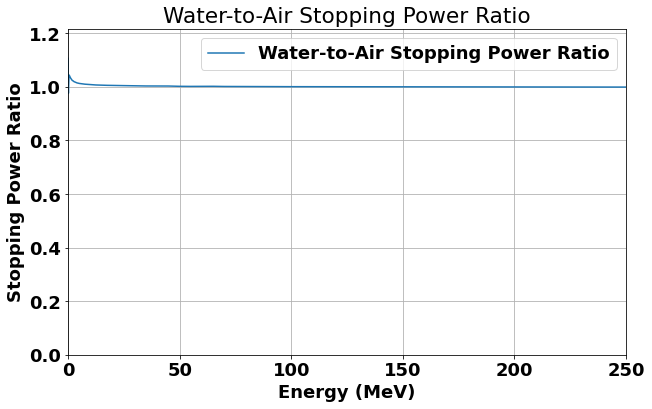 Water-to-Air Stopping Power Ratio
1.2
1.0
0.8
0.6
0.4
0.2
0.0
Stopping Power Ratio
Water-to-Air Stopping Power Ratio
0 50 100 150 200 250
Energy (MeV)